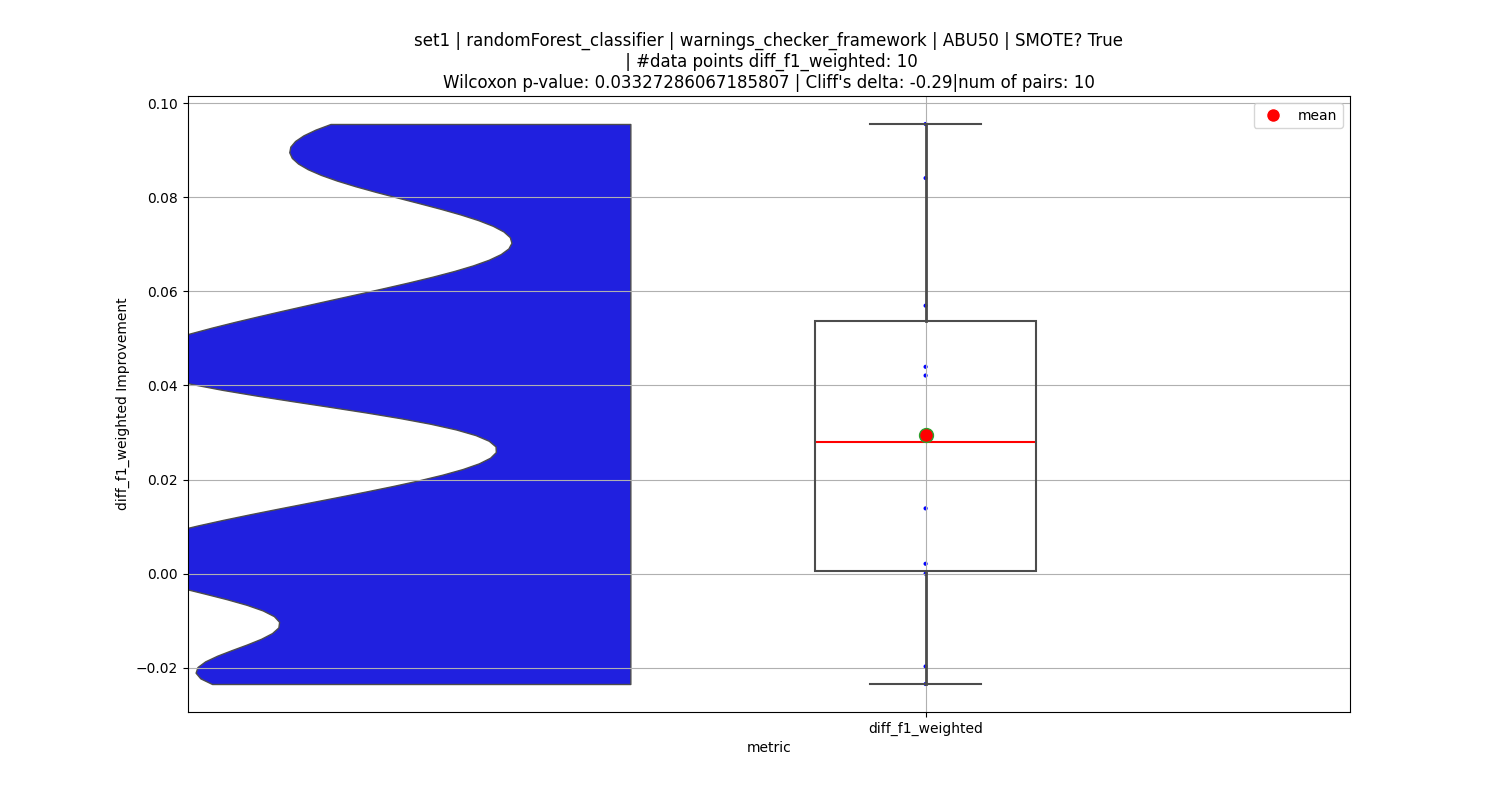 set1 | randomForest_classifier | warnings_checker_framework | ABU50 | SMOTE? True
| #data points diff_f1_weighted: 10
Wilcoxon p-value: 0.03327286067185807 | Cliff's delta: -0.29|num of pairs: 10
mean
0.10
0.08
0.06
0.04
0.02
0.00
−0.02
diff_f1_weighted Improvement
diff_f1_weighted
metric